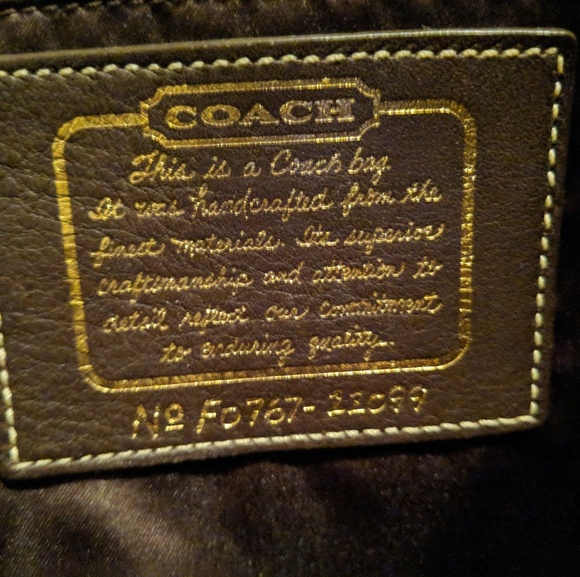 COACH
This is a Coach bag.
It was handcrafted from the
finest materials. Its superior
craftsmanship and attention to
detail reflect our commitment
to enduring quality.
Nº F0767-11099